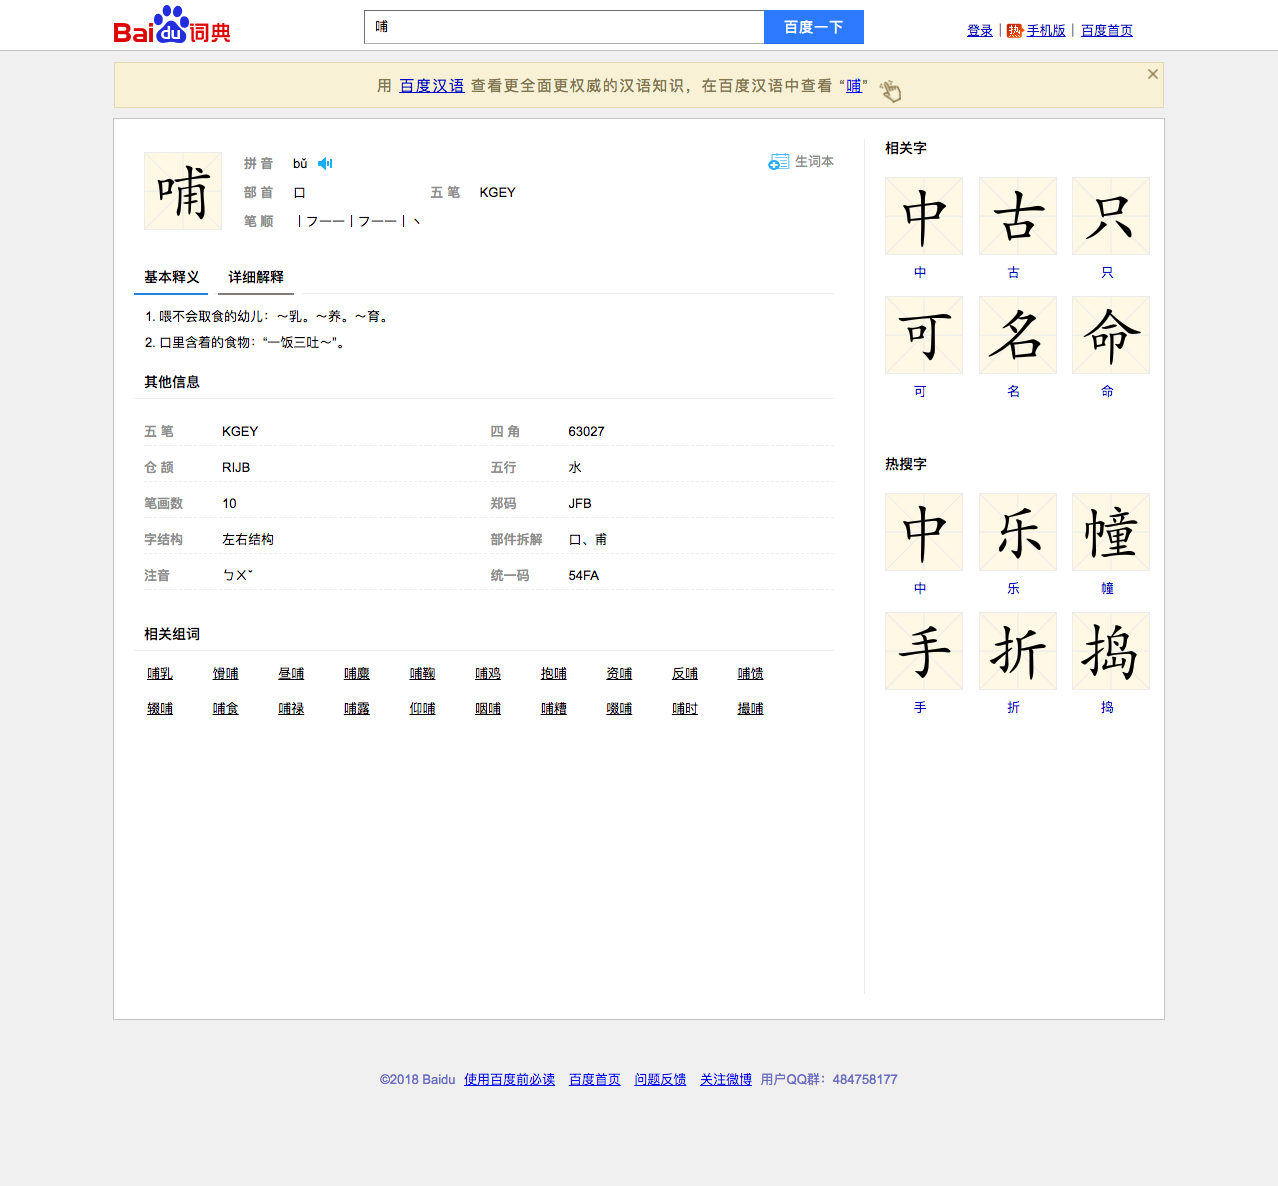 Baidu词典
哺
百度一下
登录 | 热 手机版 | 百度首页
用 百度汉语 查看更全面更权威的汉语知识，在百度汉语中查看 “哺”
哺
拼 音 bǔ
生词本
部 首 口 五 笔 KGEY
笔 顺 丨フ一一丨フ一一丨丶
基本释义 详细解释
1. 喂不会取食的幼儿：～乳。～养。～育。
2. 口里含着的食物：“一饭三吐～”。
其他信息
五 笔 KGEY 四 角 63027
仓 颉 RIJB 五行 水
笔画数 10 郑码 JFB
字结构 左右结构 部件拆解 口、甫
注音 ㄅㄨˇ 统一码 54FA
相关组词
哺乳 馉哺 昼哺 哺麋 哺鞠 哺鸡 抱哺 资哺 反哺 哺馈
辍哺 哺食 哺禄 哺露 仰哺 咽哺 哺糟 啜哺 哺时 撮哺
相关字
中 古 只
中 古 只
可 名 命
可 名 命
热搜字
中 乐 幢
中 乐 幢
手 折 捣
手 折 捣
©2018 Baidu 使用百度前必读 百度首页 问题反馈 关注微博 用户QQ群：484758177